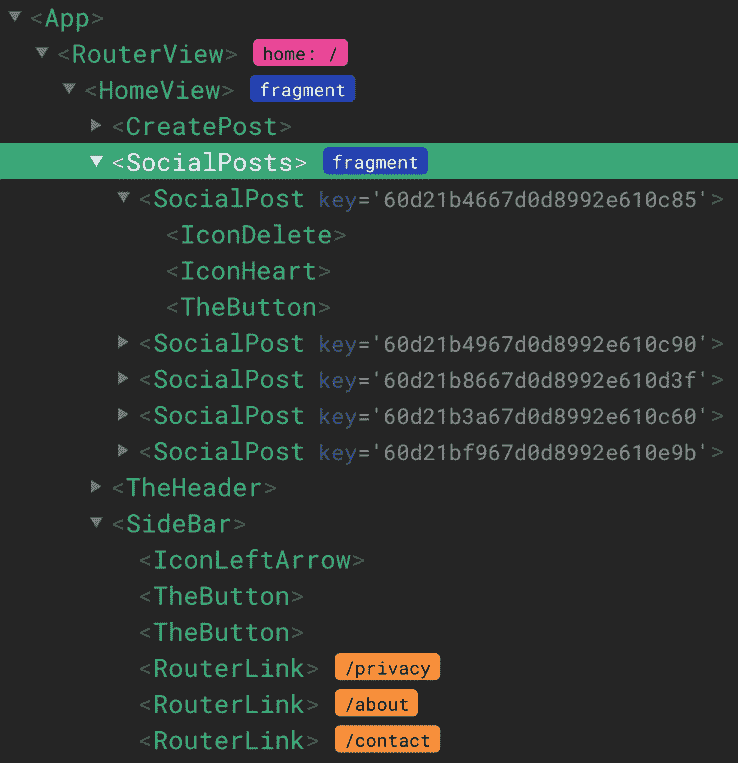 <App>
<RouterView> home: /
<HomeView> fragment
<CreatePost>
<SocialPosts> fragment
<SocialPost key='60d21b4667d0d8992e610c85'>
<IconDelete>
<IconHeart>
<TheButton>
<SocialPost key='60d21b4967d0d8992e610c90'>
<SocialPost key='60d21b8667d0d8992e610d3f'>
<SocialPost key='60d21b3a67d0d8992e610c60'>
<SocialPost key='60d21bf967d0d8992e610e9b'>
<TheHeader>
<SideBar>
<IconLeftArrow>
<TheButton>
<TheButton>
<RouterLink> /privacy
<RouterLink> /about
<RouterLink> /contact